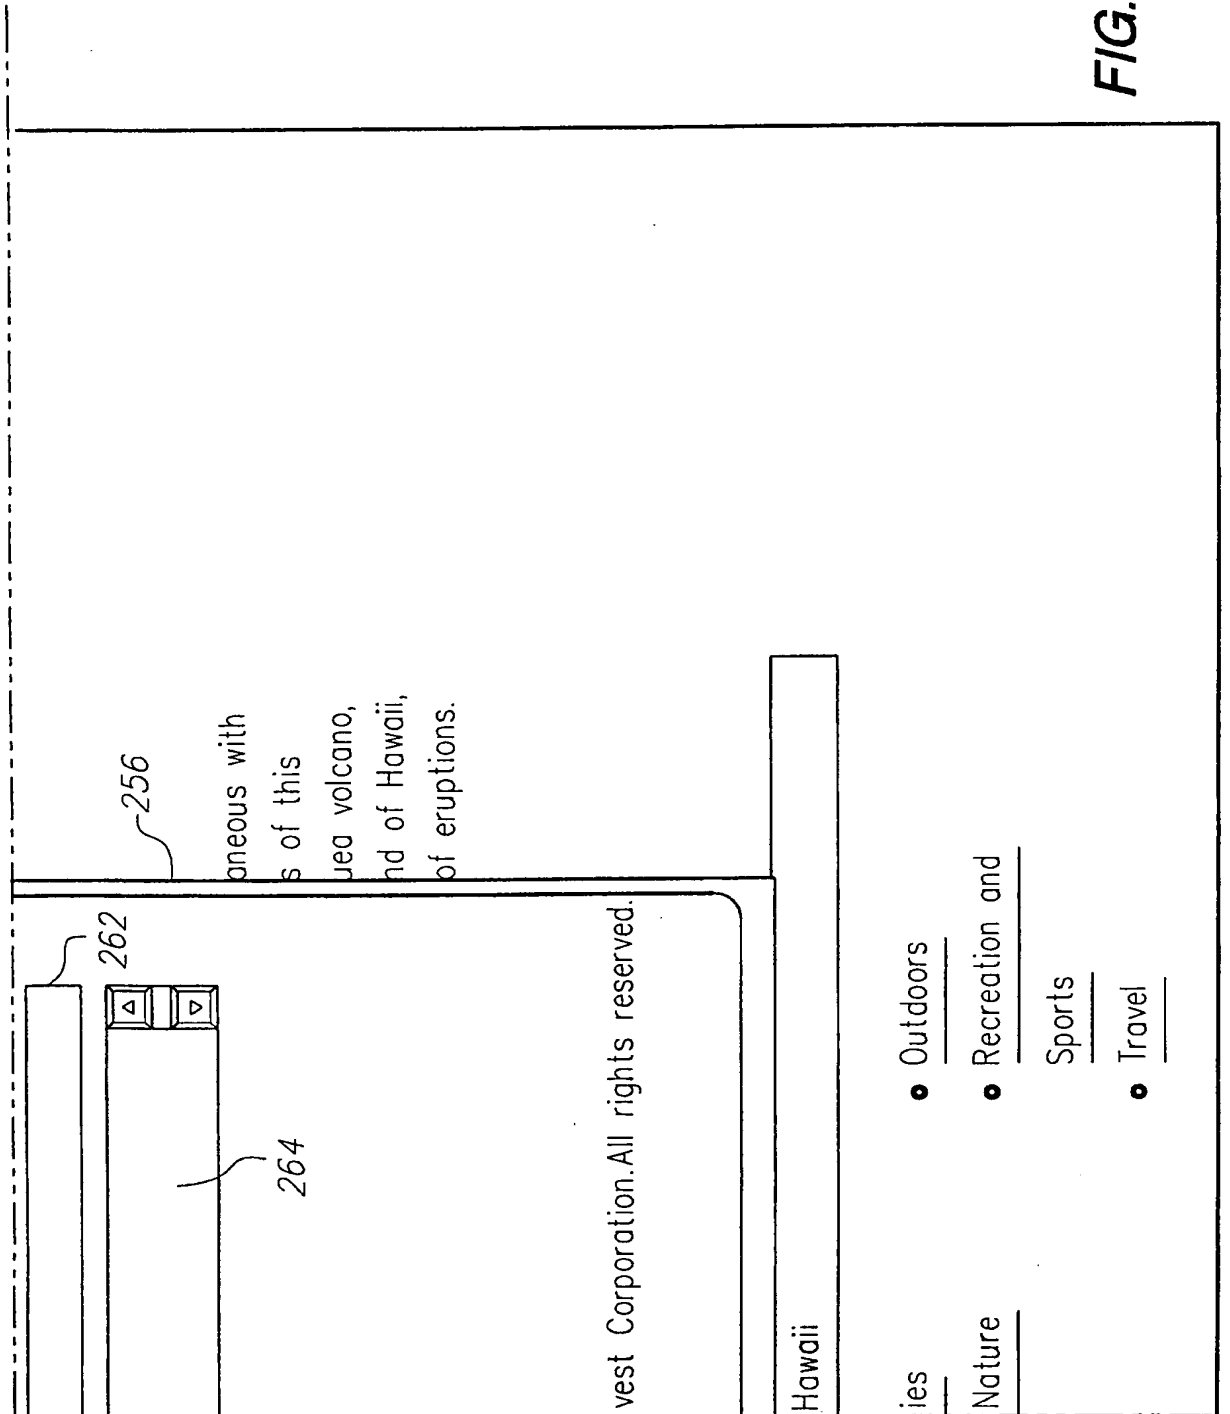 262
256
264
aneous with
s of this
uea volcano,
nd of Hawaii,
of eruptions.
vest Corporation. All rights reserved.
Hawaii
ies
Nature
Outdoors
Recreation and
Sports
Travel
FIG.